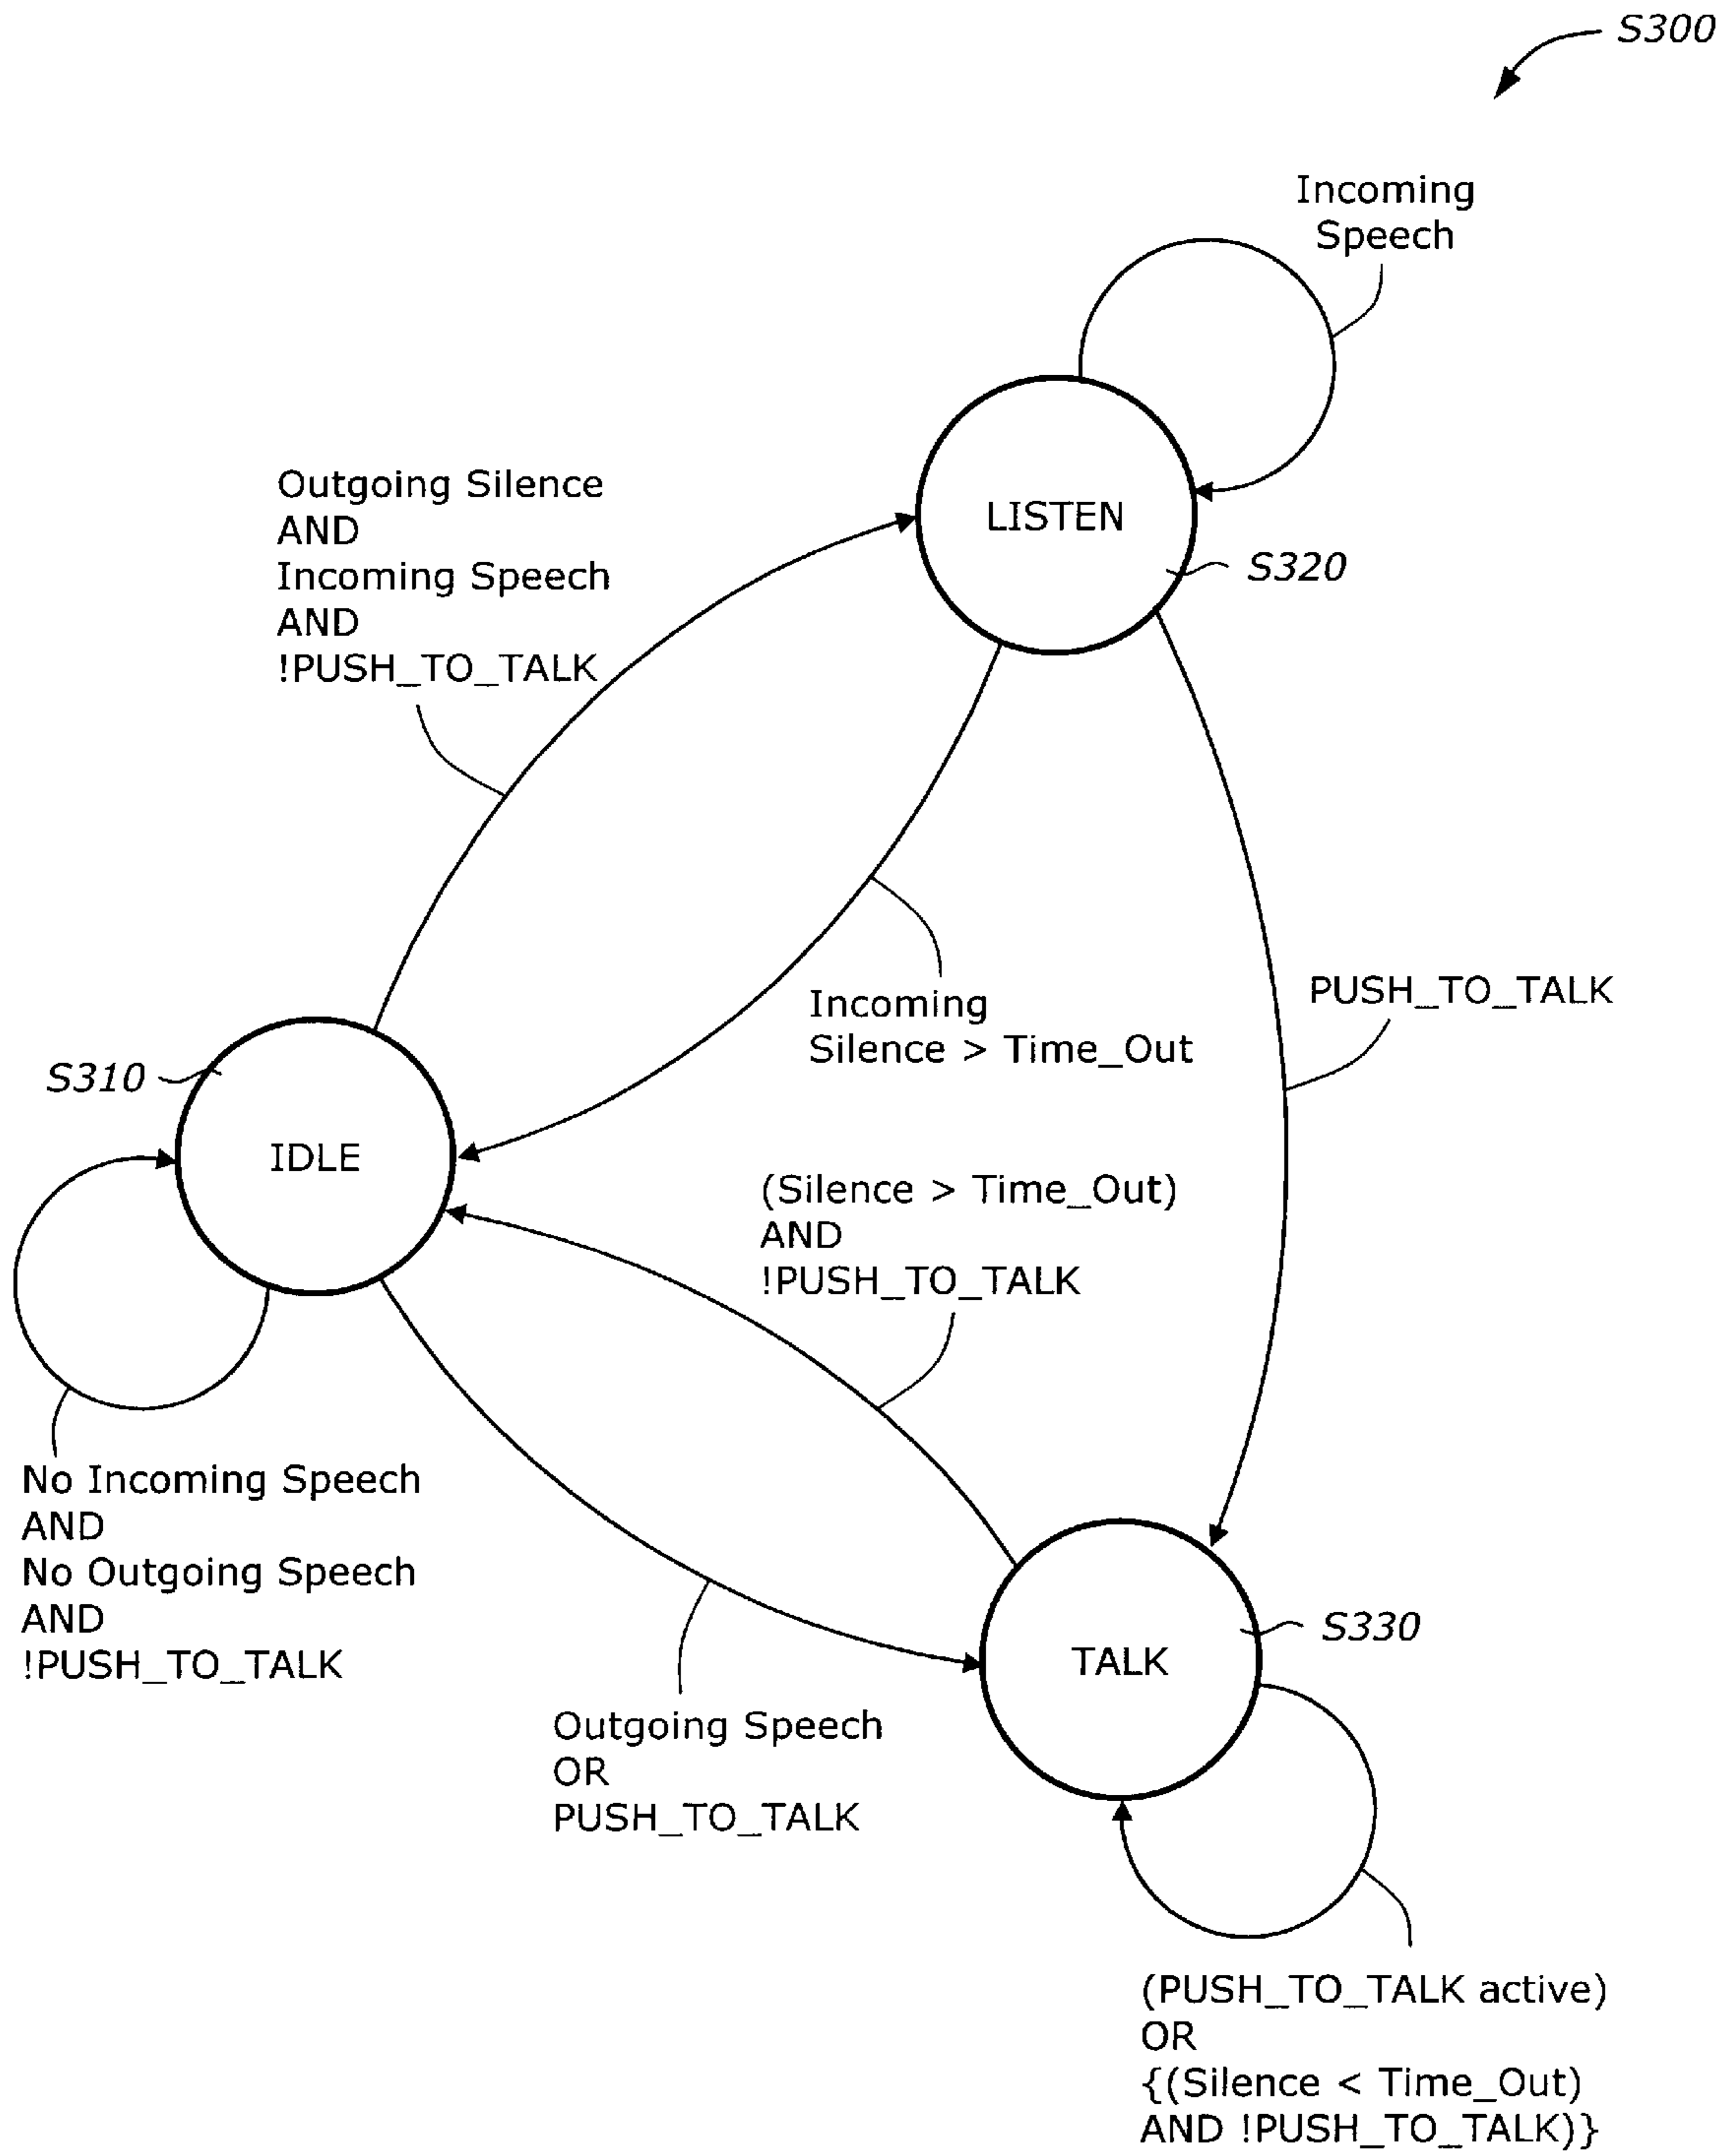 S300
Incoming
Speech
Outgoing Silence
AND
Incoming Speech
AND
!PUSH_TO_TALK
LISTEN
S320
PUSH_TO_TALK
Incoming
Silence > Time_Out
S310
IDLE
(Silence > Time_Out)
AND
!PUSH_TO_TALK
No Incoming Speech
AND
No Outgoing Speech
AND
!PUSH_TO_TALK
S330
TALK
Outgoing Speech
OR
PUSH_TO_TALK
(PUSH_TO_TALK active)
OR
{(Silence < Time_Out)
AND !PUSH_TO_TALK)}